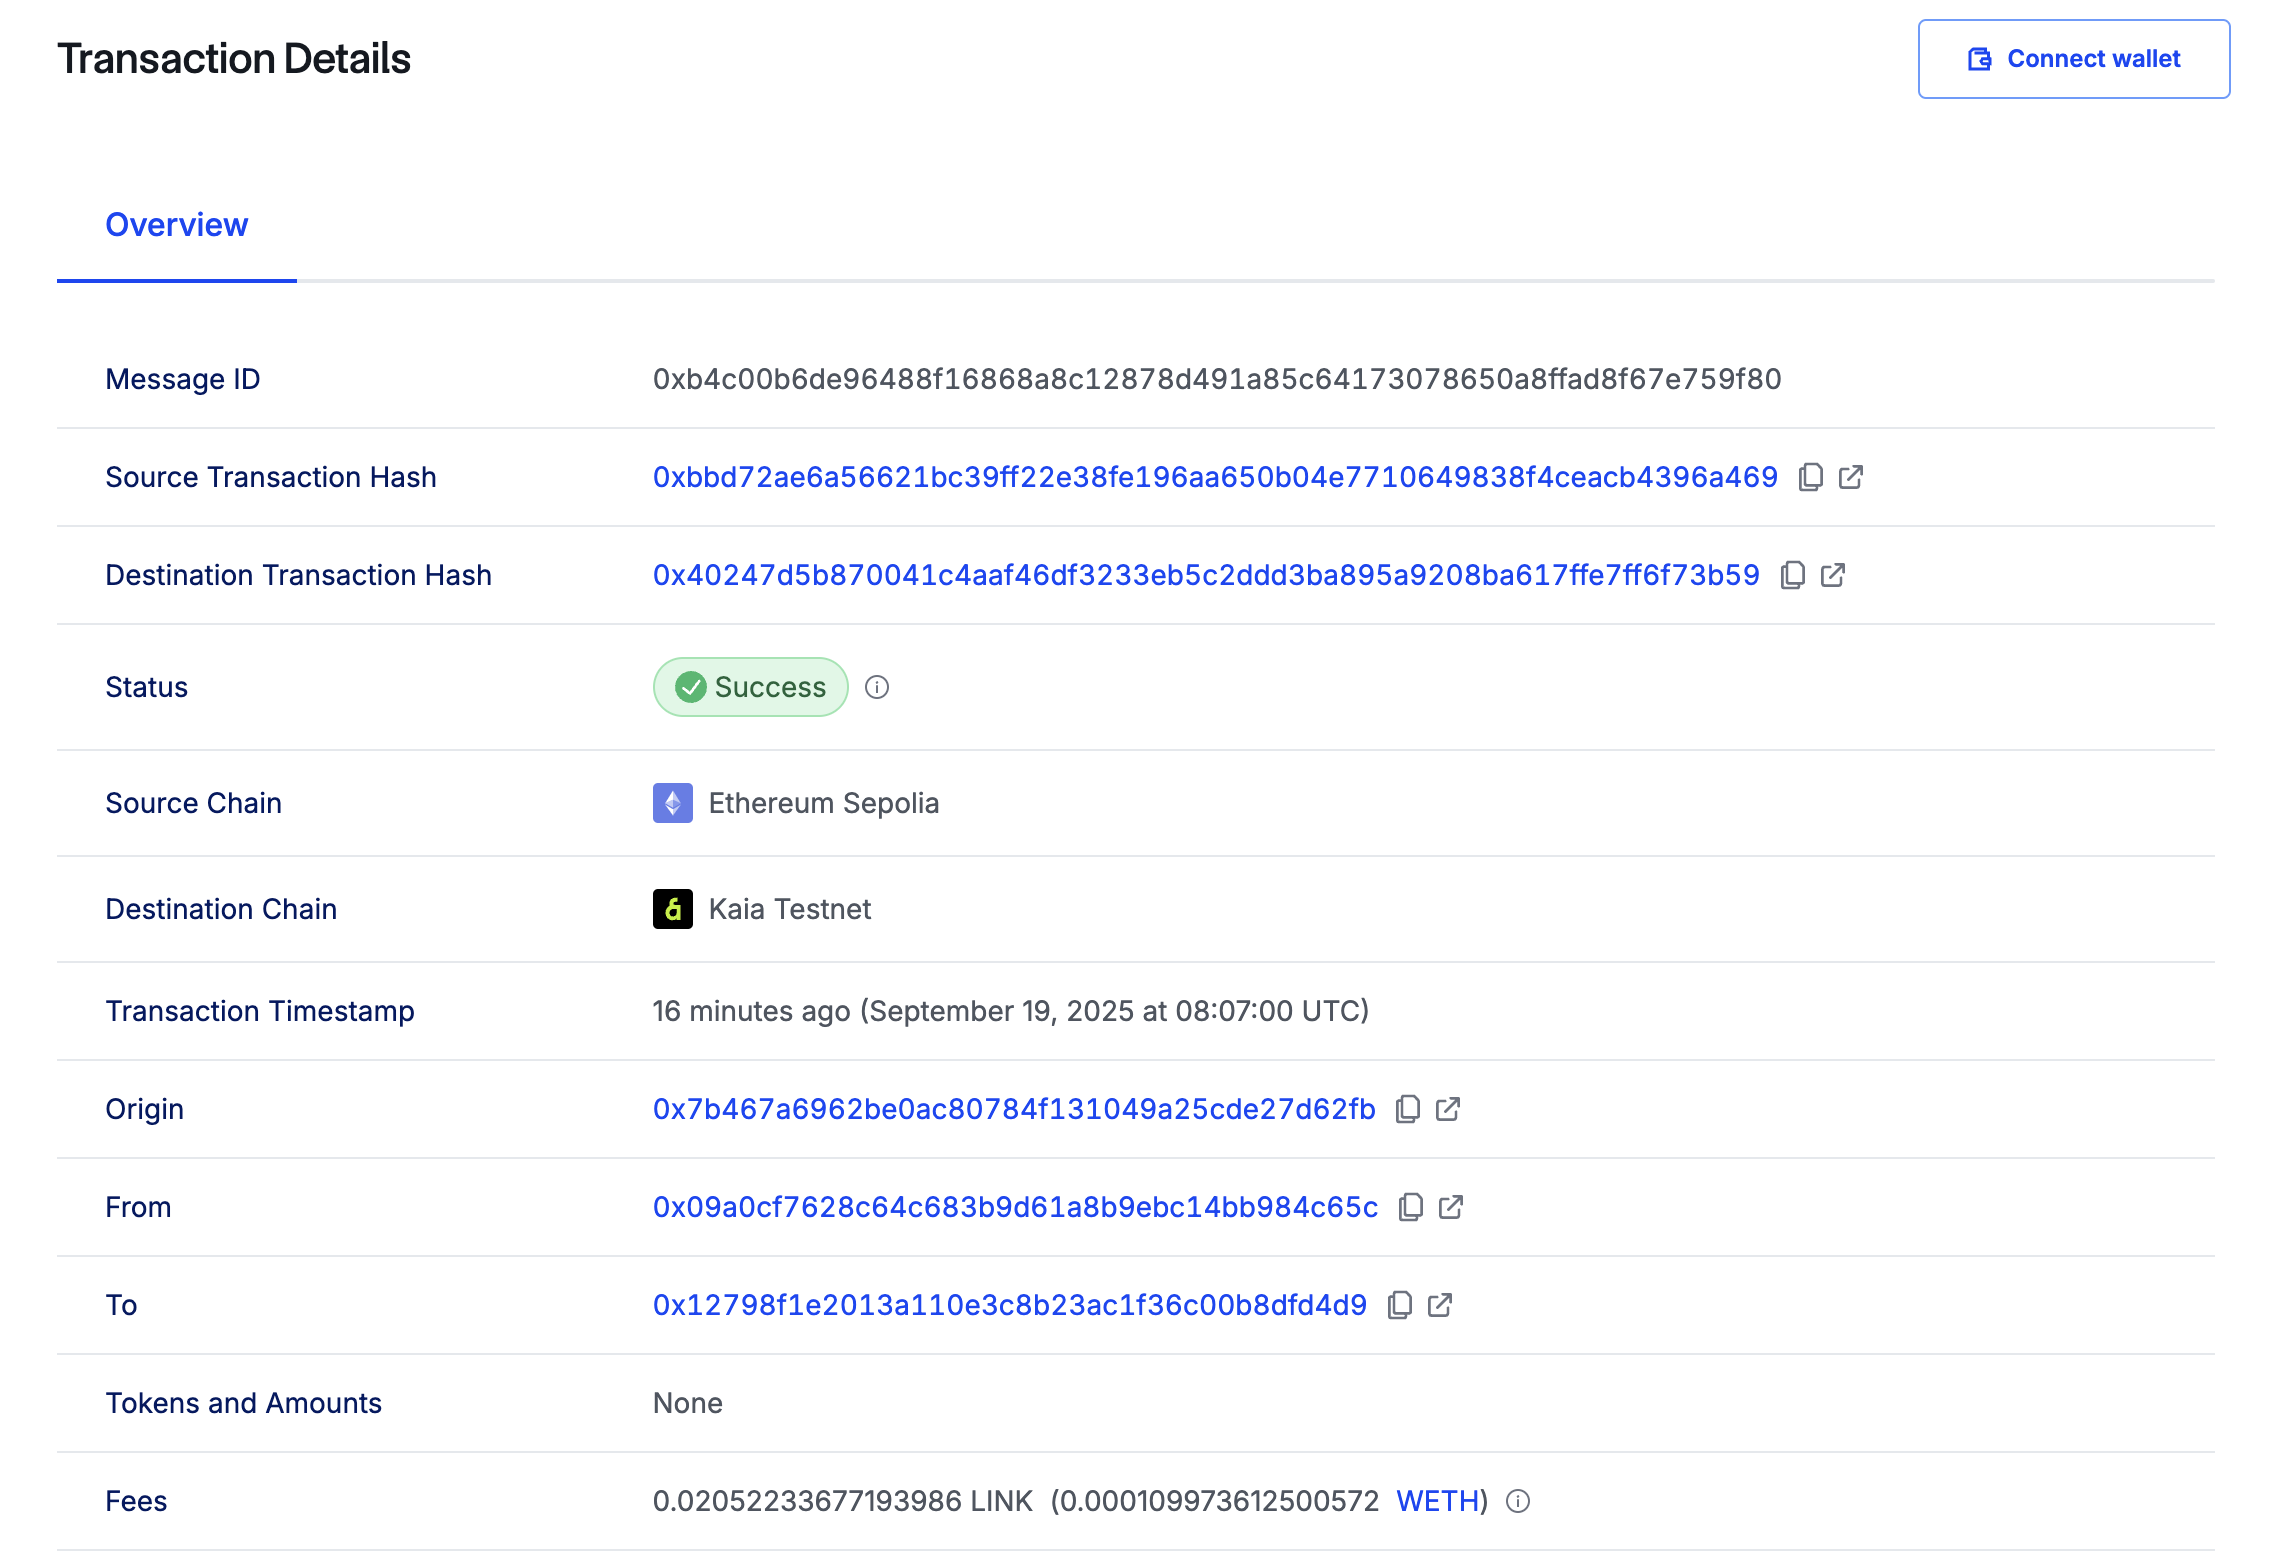 Transaction Details
Connect wallet
Overview
Message ID 0xb4c00b6de96488f16868a8c12878d491a85c64173078650a8ffad8f67e759f80
Source Transaction Hash 0xbbd72ae6a56621bc39ff22e38fe196aa650b04e7710649838f4ceacb4396a469
Destination Transaction Hash 0x40247d5b870041c4aaf46df3233eb5c2ddd3ba895a9208ba617ffe7ff6f73b59
Status Success
Source Chain Ethereum Sepolia
Destination Chain Kaia Testnet
Transaction Timestamp 16 minutes ago (September 19, 2025 at 08:07:00 UTC)
Origin 0x7b467a6962be0ac80784f131049a25cde27d62fb
From 0x09a0cf7628c64c683b9d61a8b9ebc14bb984c65c
To 0x12798f1e2013a110e3c8b23ac1f36c00b8dfd4d9
Tokens and Amounts None
Fees 0.02052233677193986 LINK (0.000109973612500572 WETH)